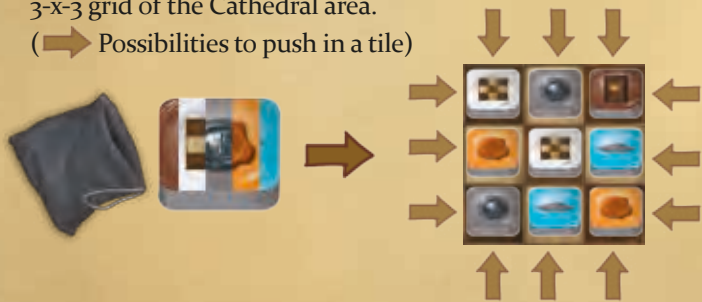 3-x-3 grid of the Cathedral area.
( Possibilities to push in a tile)